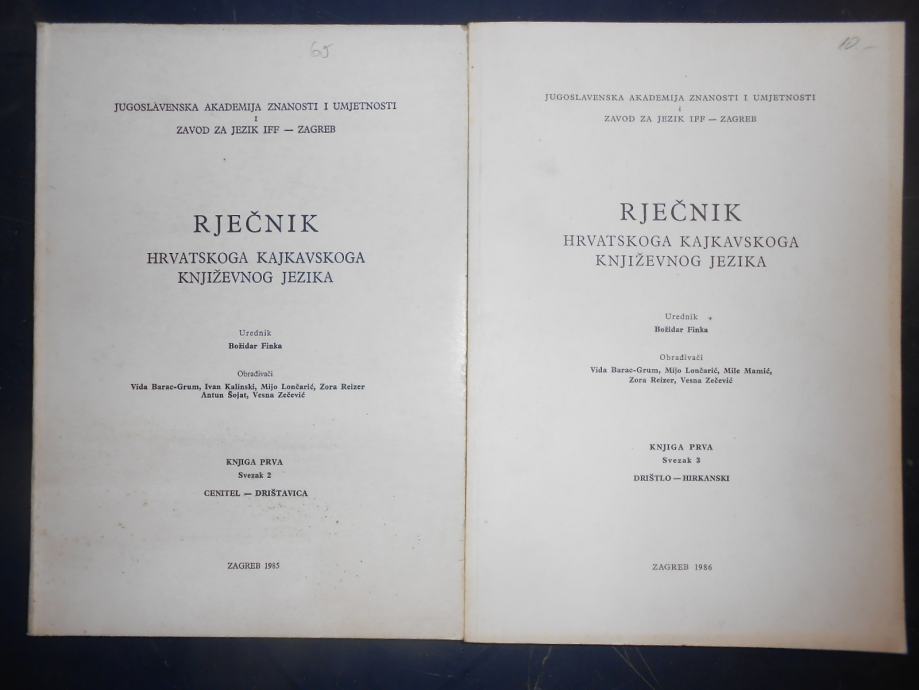 65
JUGOSLAVENSKA AKADEMIJA ZNANOSTI I UMJETNOSTI
I
ZAVOD ZA JEZIK IFF — ZAGREB
RJEČNIK
HRVATSKOGA KAJKAVSKOGA
KNJIŽEVNOG JEZIKA
Urednik
Božidar Finka
Obrađivači
Vida Barac-Grum, Ivan Kalinski, Mijo Lončarić, Zora Reizer
Antun Šojat, Vesna Zečević
KNJIGA PRVA
Svezak 2
CENITEL — DRIŠTAVICA
ZAGREB 1985
10.-
JUGOSLAVENSKA AKADEMIJA ZNANOSTI I UMJETNOSTI
i
ZAVOD ZA JEZIK IFF — ZAGREB
RJEČNIK
HRVATSKOGA KAJKAVSKOGA
KNJIŽEVNOG JEZIKA
Urednik
Božidar Finka
Obrađivači
Vida Barac-Grum, Mijo Lončarić, Mile Mamić,
Zora Reizer, Vesna Zečević
KNJIGA PRVA
Svezak 3
DRIŠTLO — HIRKANSKI
ZAGREB 1986